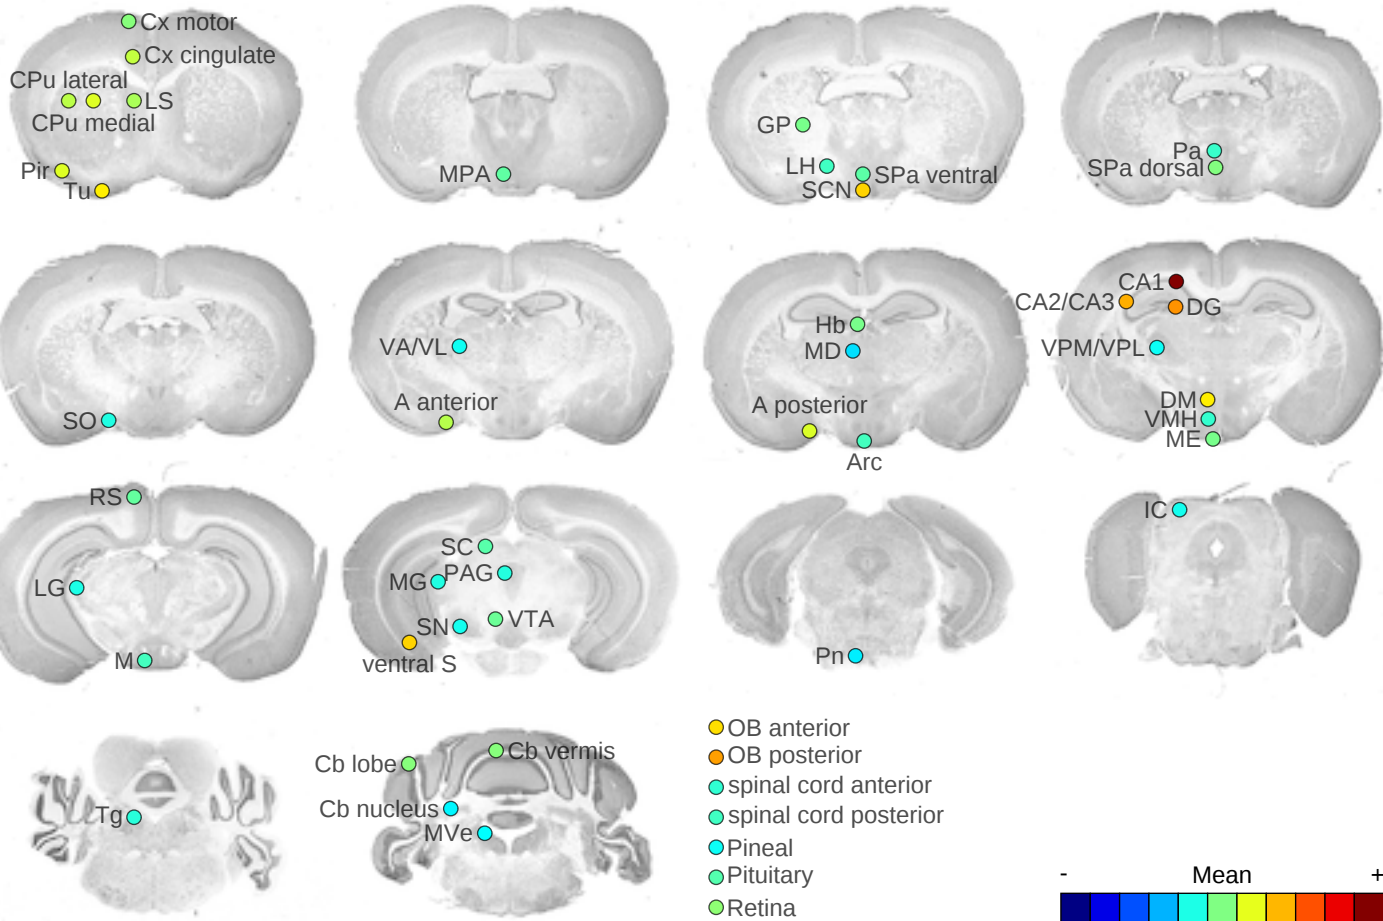 Cx motor
Cx cingulate
CPu lateral
LS
CPu medial
Pir
Tu
MPA
GP
LH
SPa ventral
SCN
Pa
SPa dorsal
SO
VA/VL
A anterior
Hb
MD
A posterior
Arc
CA1
CA2/CA3
DG
VPM/VPL
DM
VMH
ME
RS
LG
M
SC
MG
PAG
SN
VTA
ventral S
Pn
IC
Tg
Cb lobe
Cb vermis
Cb nucleus
MVe
OB anterior
OB posterior
spinal cord anterior
spinal cord posterior
Pineal
Pituitary
Retina
- Mean +